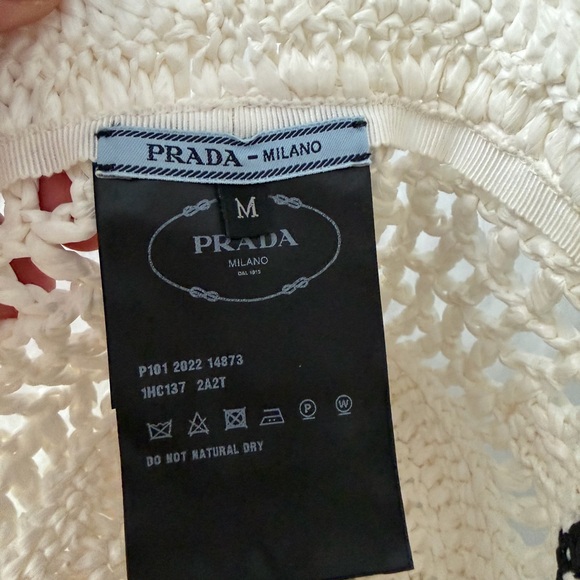 PRADA - MILANO
M
PRADA
MILANO
DAL 1913
P101 2022 14873
1HC137 2A2T
P W
DO NOT NATURAL DRY